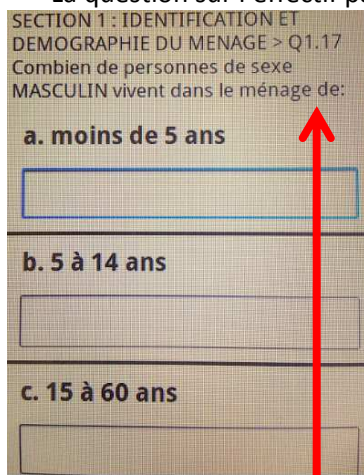 SECTION 1 : IDENTIFICATION ET
DEMOGRAPHIE DU MENAGE > Q1.17
Combien de personnes de sexe
MASCULIN vivent dans le ménage de:
a. moins de 5 ans
b. 5 à 14 ans
c. 15 à 60 ans